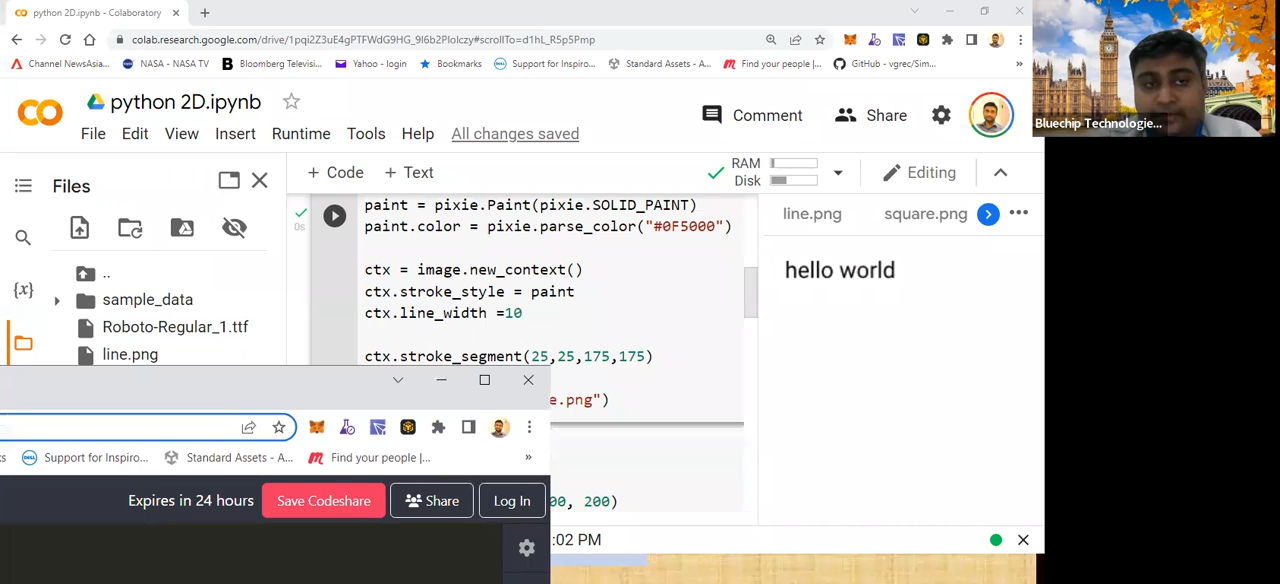 python 2D.ipynb - Colaboratory
colab.research.google.com/drive/1pqi2Z3uE4gPTFWdG9HG_9l6b2PloIczy#scrollTo=d1hL_R5p5Pmp
Channel NewsAsia... NASA - NASA TV Bloomberg Televisi... Yahoo - login Bookmarks Support for Inspiro... Standard Assets - A... Find your people |... GitHub - vgrec/Sim... »
Bluechip Technologie...
python 2D.ipynb
Comment Share
File Edit View Insert Runtime Tools Help All changes saved
Files
+ Code + Text
RAM
Disk
Editing
line.png square.png
..
sample_data
Roboto-Regular_1.ttf
line.png
{x}
0s
paint = pixie.Paint(pixie.SOLID_PAINT)
paint.color = pixie.parse_color("#0F5000")
ctx = image.new_context()
ctx.stroke_style = paint
ctx.line_width =10
ctx.stroke_segment(25,25,175,175)
e.png")
00, 200)
hello world
:02 PM
ks Support for Inspiro... Standard Assets - A... Find your people |... »
Expires in 24 hours Save Codeshare Share Log In